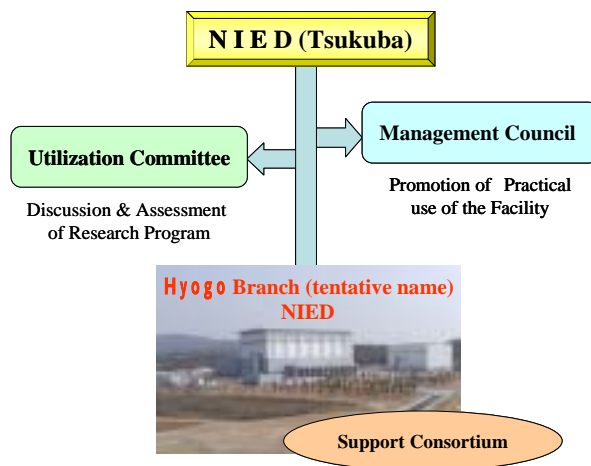 N I E D (Tsukuba)
Utilization Committee
Management Council
Discussion & Assessment
of Research Program
Promotion of Practical
use of the Facility
Hyogo Branch (tentative name)
NIED
Support Consortium